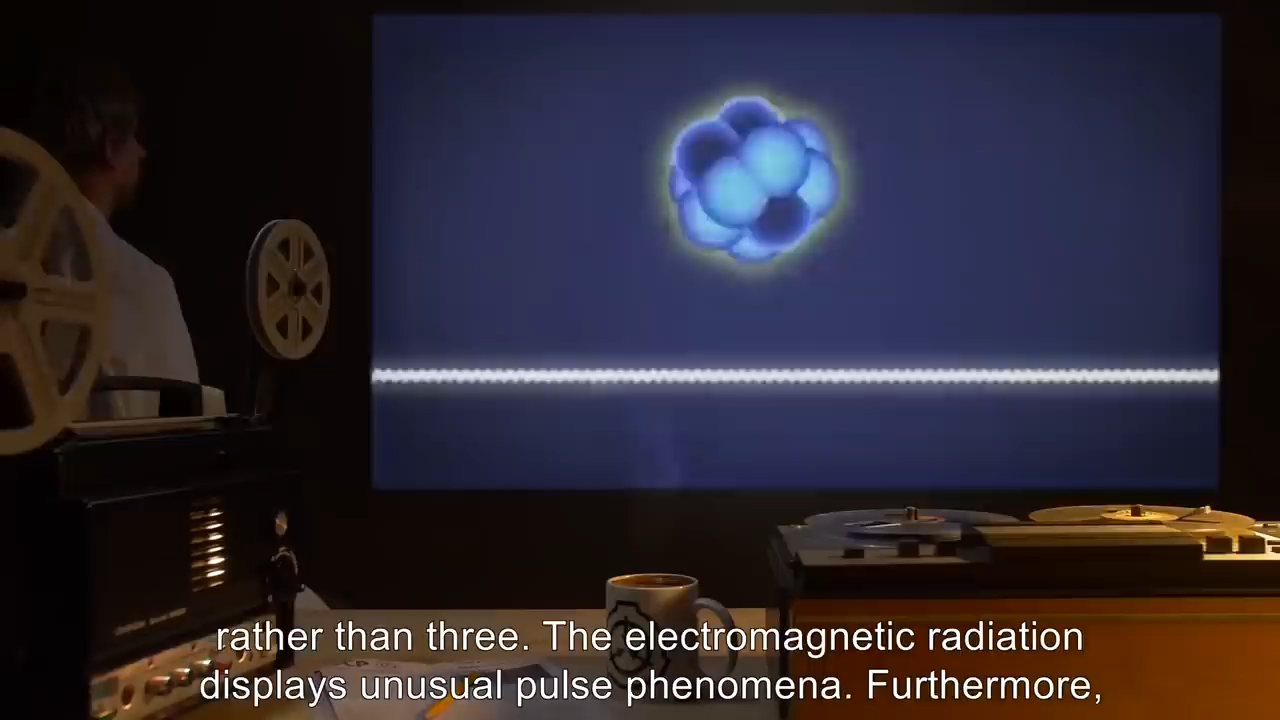 rather than three. The electromagnetic radiation
displays unusual pulse phenomena. Furthermore,